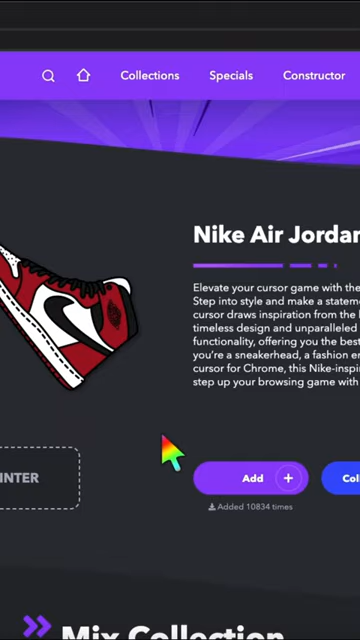 Collections
Specials
Constructor
Nike Air Jordan
Elevate your cursor game with the
Step into style and make a stateme
cursor draws inspiration from the
timeless design and unparalleled
functionality, offering you the best
you're a sneakerhead, a fashion e
cursor for Chrome, this Nike-inspi
step up your browsing game with
INTER
Add
Col
Added 10834 times
Mix Collection